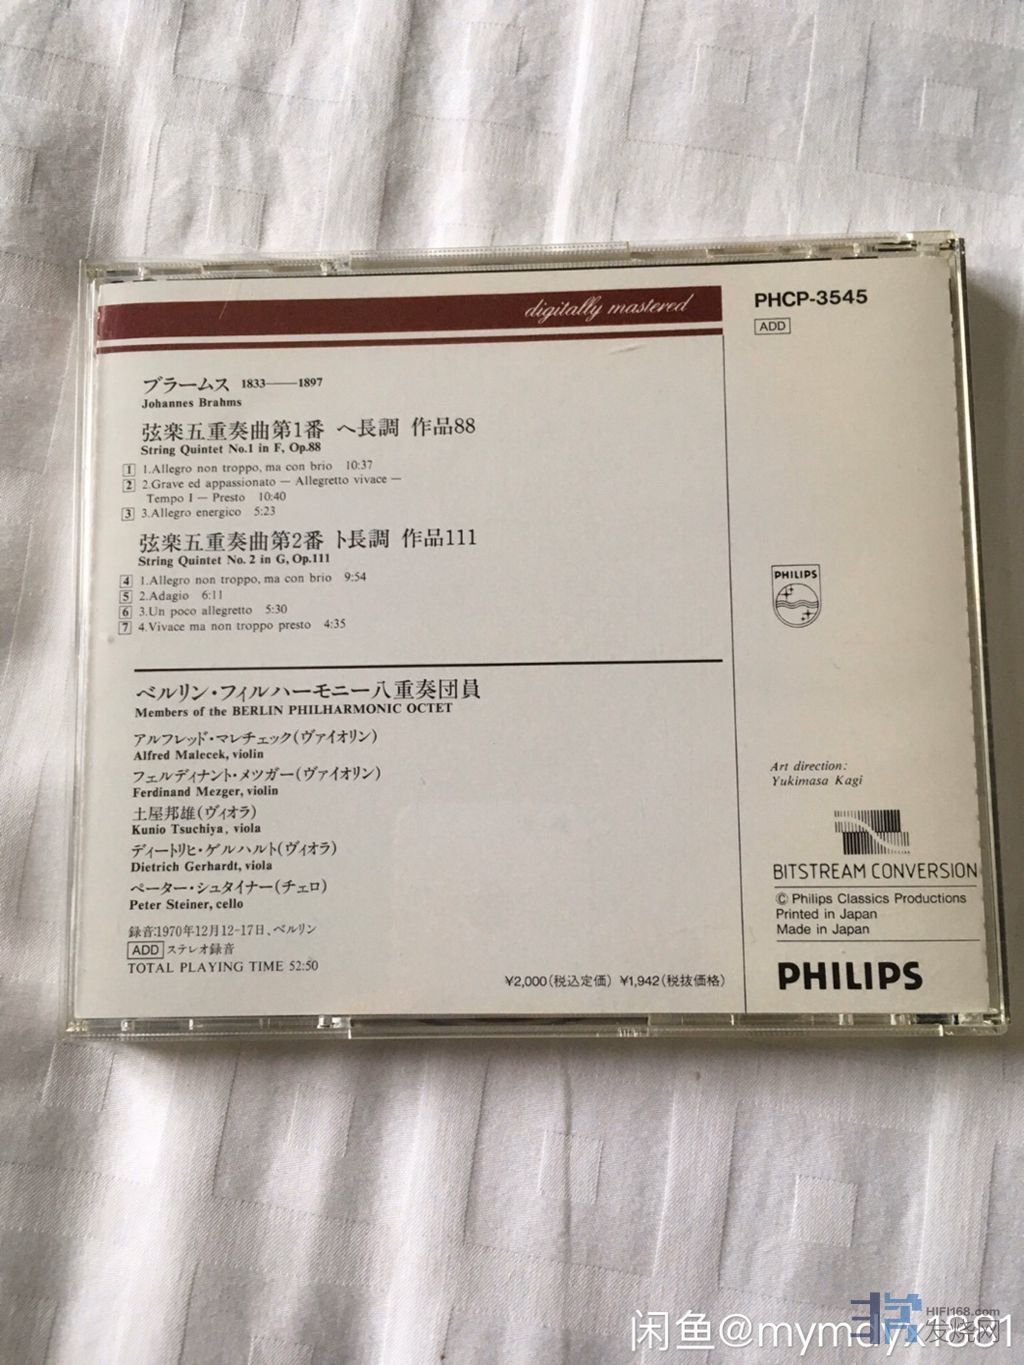 digitally mastered
PHCP-3545
ADD
ブラームス 1833——1897
Johannes Brahms
弦楽五重奏曲第1番 ヘ長調 作品88
String Quintet No.1 in F, Op.88
1 1.Allegro non troppo, ma con brio 10:37
2 2.Grave ed appassionato — Allegretto vivace —
Tempo I — Presto 10:40
3 3.Allegro energico 5:23
弦楽五重奏曲第2番 ト長調 作品111
String Quintet No. 2 in G, Op.111
4 1.Allegro non troppo, ma con brio 9:54
5 2.Adagio 6:11
6 3.Un poco allegretto 5:30
7 4.Vivace ma non troppo presto 4:35
ベルリン・フィルハーモニー八重奏団員
Members of the BERLIN PHILHARMONIC OCTET
アルフレッド・マレチェック(ヴァイオリン)
Alfred Malecek, violin
フェルディナント・メツガー(ヴァイオリン)
Ferdinand Mezger, violin
土屋邦雄(ヴィオラ)
Kunio Tsuchiya, viola
ディートリヒ・ゲルハルト(ヴィオラ)
Dietrich Gerhardt, viola
ペーター・シュタイナー(チェロ)
Peter Steiner, cello
録音:1970年12月12-17日、ベルリン
ADD ステレオ録音
TOTAL PLAYING TIME 52:50
¥2,000(税込定価) ¥1,942(税抜価格)
PHILIPS
Art direction:
Yukimasa Kagi
BITSTREAM CONVERSION
© Philips Classics Productions
Printed in Japan
Made in Japan
PHILIPS
HIFI168.com
发烧网
闲鱼@mymdyx1881